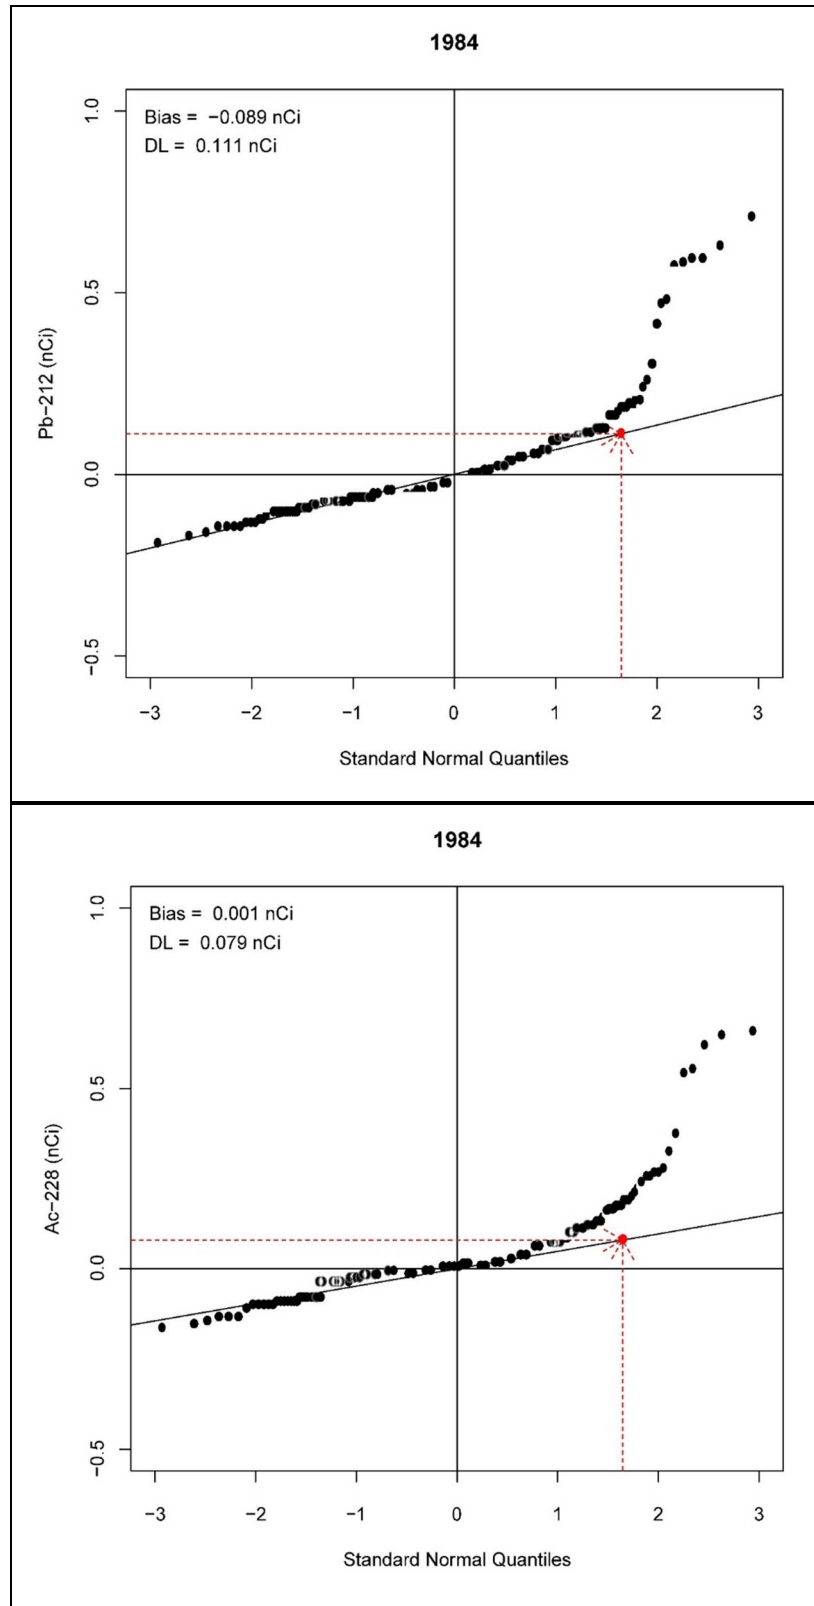 1984
Bias = −0.089 nCi
DL = 0.111 nCi
Pb−212 (nCi)
1.0
0.5
0.0
−0.5
−3 −2 −1 0 1 2 3
Standard Normal Quantiles
1984
Bias = 0.001 nCi
DL = 0.079 nCi
Ac−228 (nCi)
1.0
0.5
0.0
−0.5
−3 −2 −1 0 1 2 3
Standard Normal Quantiles